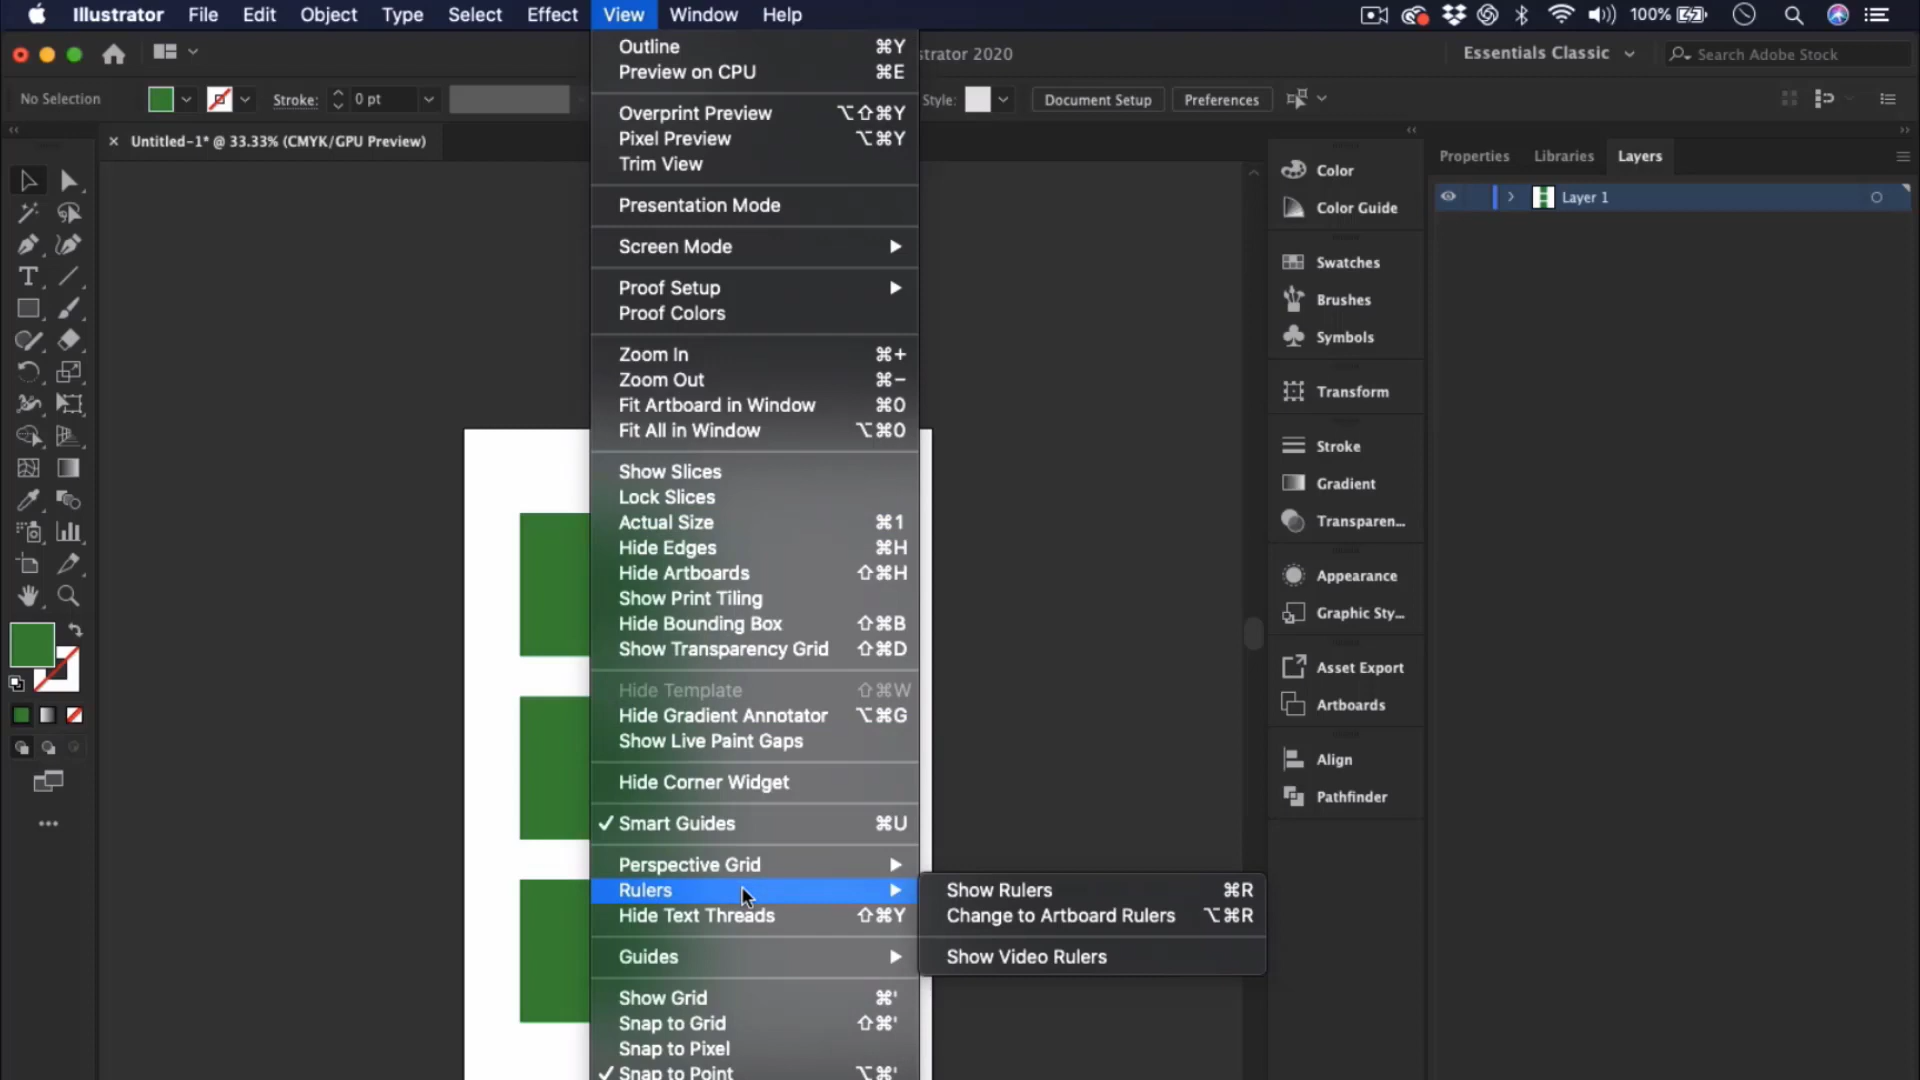 Illustrator File Edit Object Type Select Effect View Window Help 100%
strator 2020 Essentials Classic Search Adobe Stock
No Selection Stroke: 0 pt Style: Document Setup Preferences
Untitled-1* @ 33.33% (CMYK/GPU Preview)
Outline ⌘Y
Preview on CPU ⌘E
Overprint Preview ⌥⇧⌘Y
Pixel Preview ⌥⌘Y
Trim View
Presentation Mode
Screen Mode
Proof Setup
Proof Colors
Zoom In ⌘+
Zoom Out ⌘−
Fit Artboard in Window ⌘0
Fit All in Window ⌥⌘0
Show Slices
Lock Slices
Actual Size ⌘1
Hide Edges ⌘H
Hide Artboards ⇧⌘H
Show Print Tiling
Hide Bounding Box ⇧⌘B
Show Transparency Grid ⇧⌘D
Hide Template ⇧⌘W
Hide Gradient Annotator ⌥⌘G
Show Live Paint Gaps
Hide Corner Widget
Smart Guides ⌘U
Perspective Grid
Rulers
Hide Text Threads ⇧⌘Y
Guides
Show Grid ⌘'
Snap to Grid ⇧⌘'
Snap to Pixel
Snap to Point ⌥⌘'
Show Rulers ⌘R
Change to Artboard Rulers ⌥⌘R
Show Video Rulers
Color
Color Guide
Swatches
Brushes
Symbols
Transform
Stroke
Gradient
Transparen...
Appearance
Graphic Sty...
Asset Export
Artboards
Align
Pathfinder
Properties Libraries Layers
Layer 1